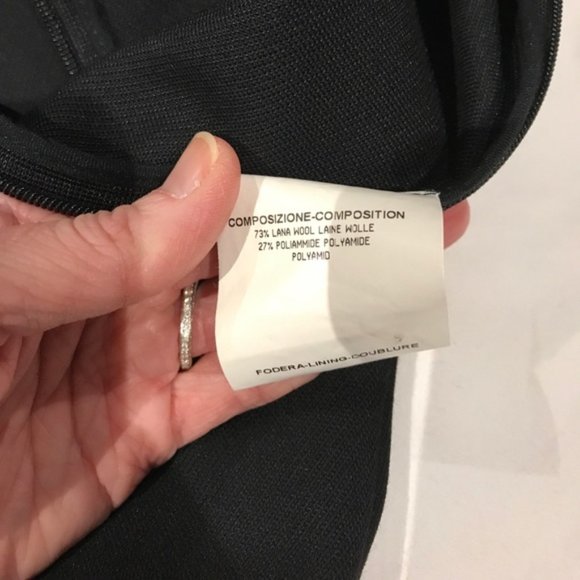 COMPOSIZIONE-COMPOSITION
73% LANA WOOL LAINE WOLLE
27% POLIAMMIDE POLYAMIDE
POLYAMID
FODERA-LINING-DOUBLURE